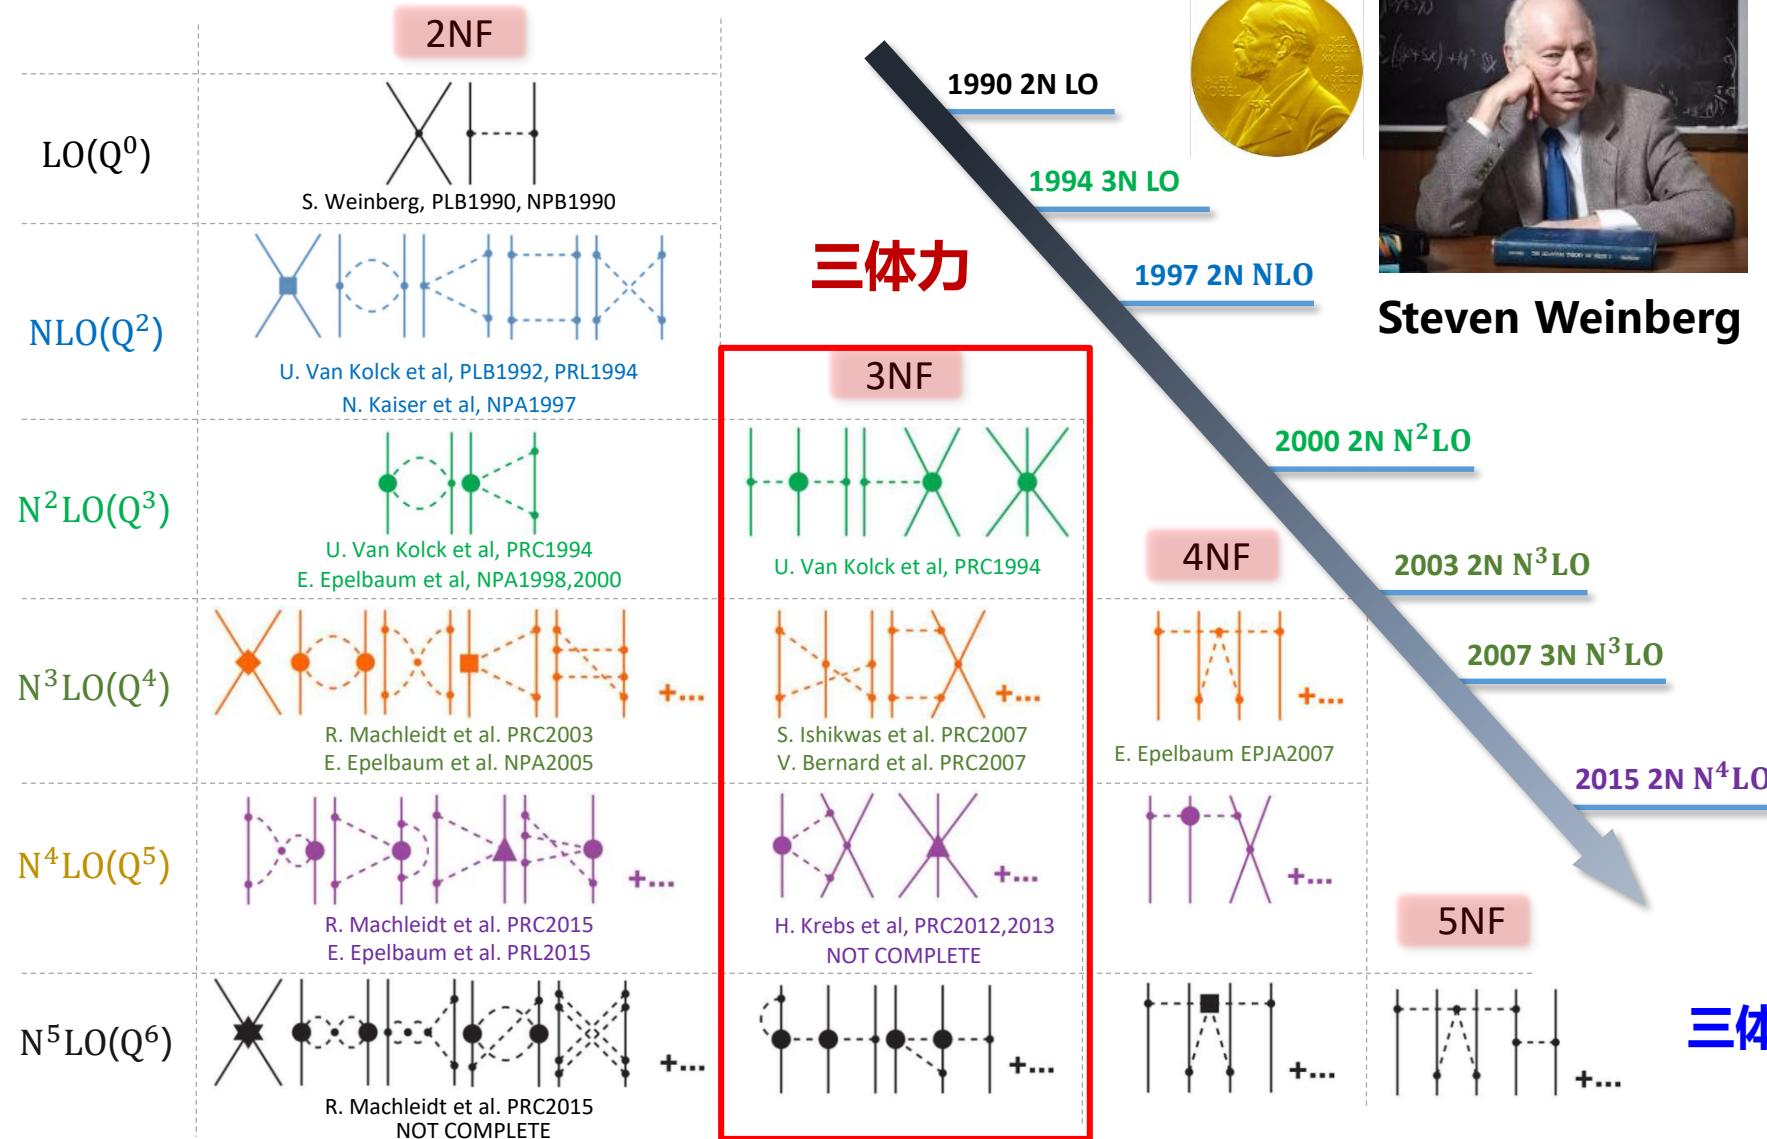 2NF
LO(Q⁰)
S. Weinberg, PLB1990, NPB1990
NLO(Q²)
U. Van Kolck et al, PLB1992, PRL1994
N. Kaiser et al, NPA1997
N²LO(Q³)
U. Van Kolck et al, PRC1994
E. Epelbaum et al, NPA1998,2000
N³LO(Q⁴)
+...
R. Machleidt et al. PRC2003
E. Epelbaum et al. NPA2005
N⁴LO(Q⁵)
+...
R. Machleidt et al. PRC2015
E. Epelbaum et al. PRL2015
N⁵LO(Q⁶)
+...
R. Machleidt et al. PRC2015
NOT COMPLETE
三体力
3NF
U. Van Kolck et al, PRC1994
+...
S. Ishikwas et al. PRC2007
V. Bernard et al. PRC2007
+...
H. Krebs et al, PRC2012,2013
NOT COMPLETE
+...
4NF
+...
E. Epelbaum EPJA2007
+...
+...
5NF
+...
1990 2N LO
1994 3N LO
1997 2N NLO
2000 2N N²LO
2003 2N N³LO
2007 3N N³LO
2015 2N N⁴LO
Steven Weinberg
三体